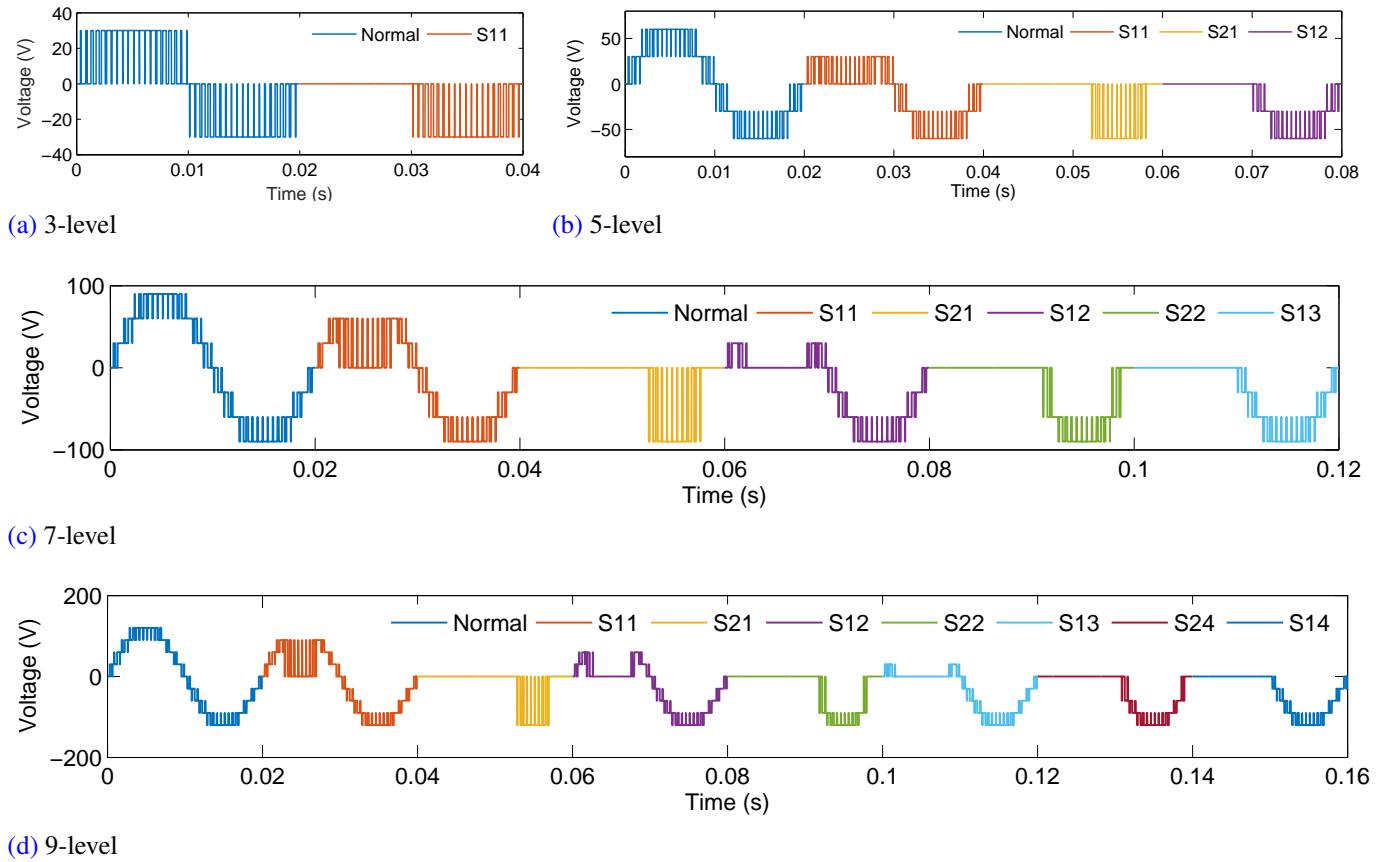 40
20
0
−20
−40
Voltage (V)
Normal S11
0 0.01 0.02 0.03 0.04
Time (s)
(a) 3-level
50
0
−50
Voltage (V)
Normal S11 S21 S12
0 0.01 0.02 0.03 0.04 0.05 0.06 0.07 0.08
Time (s)
(b) 5-level
100
0
−100
Voltage (V)
Normal S11 S21 S12 S22 S13
0 0.02 0.04 0.06 0.08 0.1 0.12
Time (s)
(c) 7-level
200
0
−200
Voltage (V)
Normal S11 S21 S12 S22 S13 S24 S14
0 0.02 0.04 0.06 0.08 0.1 0.12 0.14 0.16
Time (s)
(d) 9-level